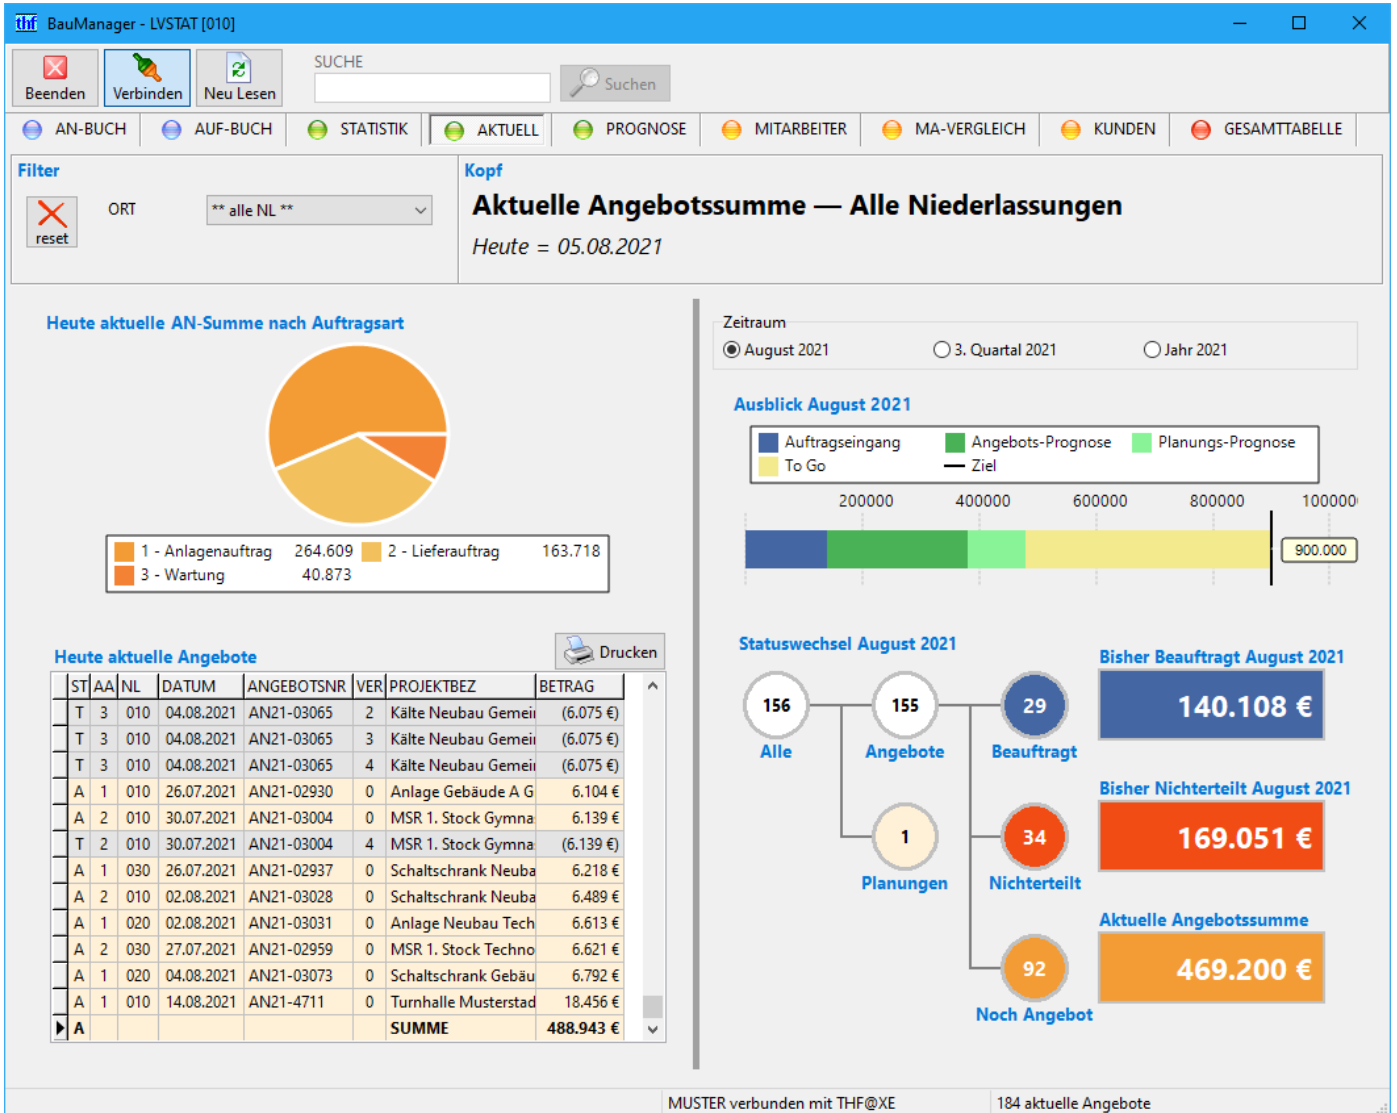 thf BauManager - LVSTAT [010]
Beenden Verbinden Neu Lesen SUCHE Suchen
AN-BUCH AUF-BUCH STATISTIK AKTUELL PROGNOSE MITARBEITER MA-VERGLEICH KUNDEN GESAMTTABELLE
Filter
reset
ORT ** alle NL **
Kopf
Aktuelle Angebotssumme — Alle Niederlassungen
Heute = 05.08.2021
Heute aktuelle AN-Summe nach Auftragsart
1 - Anlagenauftrag 264.609 2 - Lieferauftrag 163.718
3 - Wartung 40.873
Heute aktuelle Angebote
Drucken
ST AA NL DATUM ANGEBOTSNR VER PROJEKTBEZ BETRAG
T 3 010 04.08.2021 AN21-03065 2 Kälte Neubau Gemein (6.075 €)
T 3 010 04.08.2021 AN21-03065 3 Kälte Neubau Gemein (6.075 €)
T 3 010 04.08.2021 AN21-03065 4 Kälte Neubau Gemein (6.075 €)
A 1 010 26.07.2021 AN21-02930 0 Anlage Gebäude A G 6.104 €
A 2 010 30.07.2021 AN21-03004 0 MSR 1. Stock Gymna 6.139 €
T 2 010 30.07.2021 AN21-03004 4 MSR 1. Stock Gymna (6.139 €)
A 1 030 26.07.2021 AN21-02937 0 Schaltschrank Neuba 6.218 €
A 2 010 02.08.2021 AN21-03028 0 Schaltschrank Neuba 6.489 €
A 1 020 02.08.2021 AN21-03031 0 Anlage Neubau Tech 6.613 €
A 2 030 27.07.2021 AN21-02959 0 MSR 1. Stock Techno 6.621 €
A 1 020 04.08.2021 AN21-03073 0 Schaltschrank Gebäu 6.792 €
A 1 010 14.08.2021 AN21-4711 0 Turnhalle Musterstad 18.456 €
A SUMME 488.943 €
Zeitraum
August 2021 3. Quartal 2021 Jahr 2021
Ausblick August 2021
Auftragseingang Angebots-Prognose Planungs-Prognose
To Go Ziel
200000 400000 600000 800000 1000000
900.000
Statuswechsel August 2021
156
Alle
155
Angebote
29
Beauftragt
Bisher Beauftragt August 2021
140.108 €
1
Planungen
34
Nichterteilt
Bisher Nichterteilt August 2021
169.051 €
92
Noch Angebot
Aktuelle Angebotssumme
469.200 €
MUSTER verbunden mit THF@XE 184 aktuelle Angebote